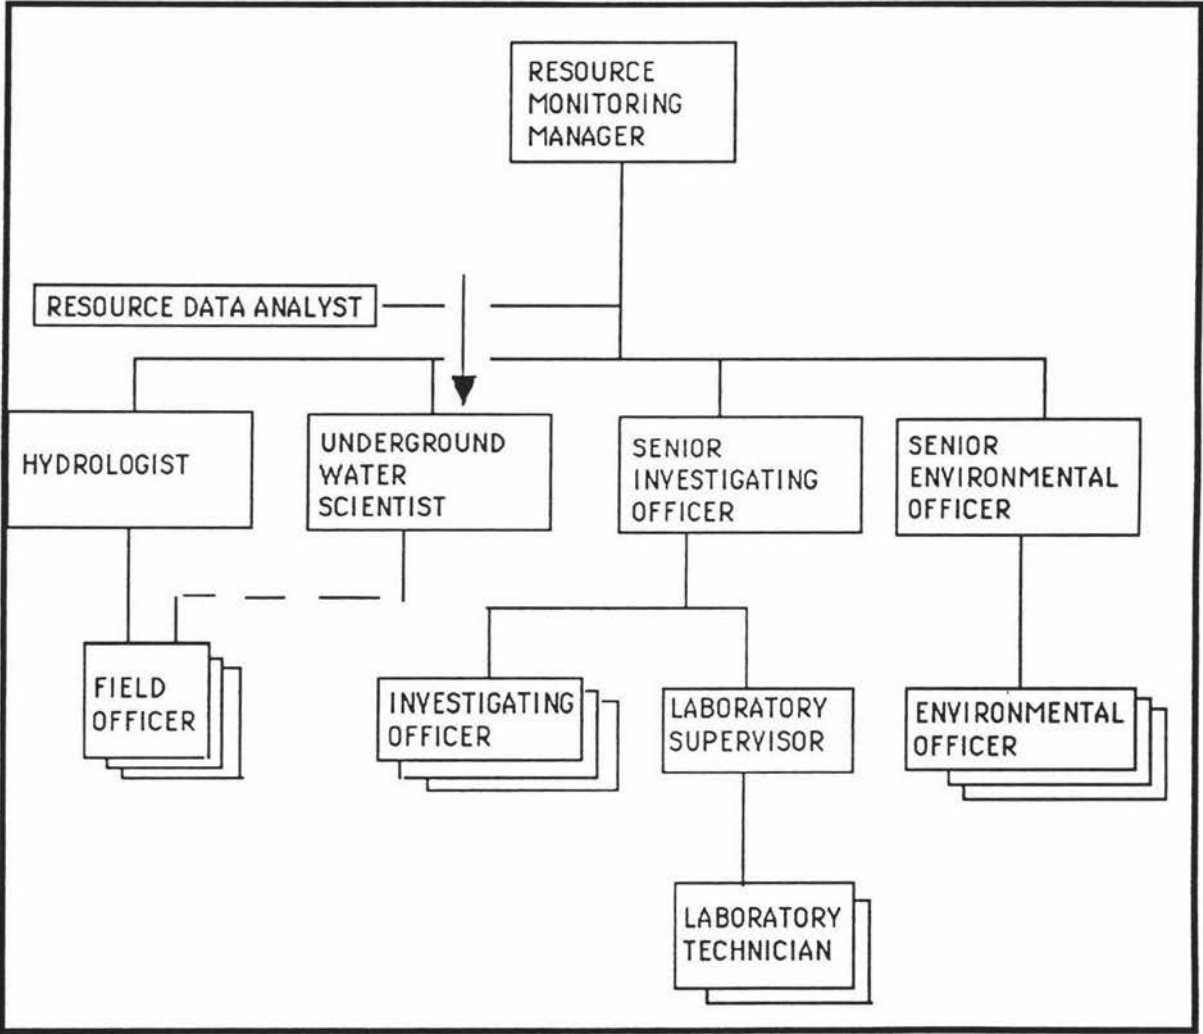 RESOURCE
MONITORING
MANAGER
RESOURCE DATA ANALYST
HYDROLOGIST
UNDERGROUND
WATER
SCIENTIST
SENIOR
INVESTIGATING
OFFICER
SENIOR
ENVIRONMENTAL
OFFICER
FIELD
OFFICER
INVESTIGATING
OFFICER
LABORATORY
SUPERVISOR
ENVIRONMENTAL
OFFICER
LABORATORY
TECHNICIAN